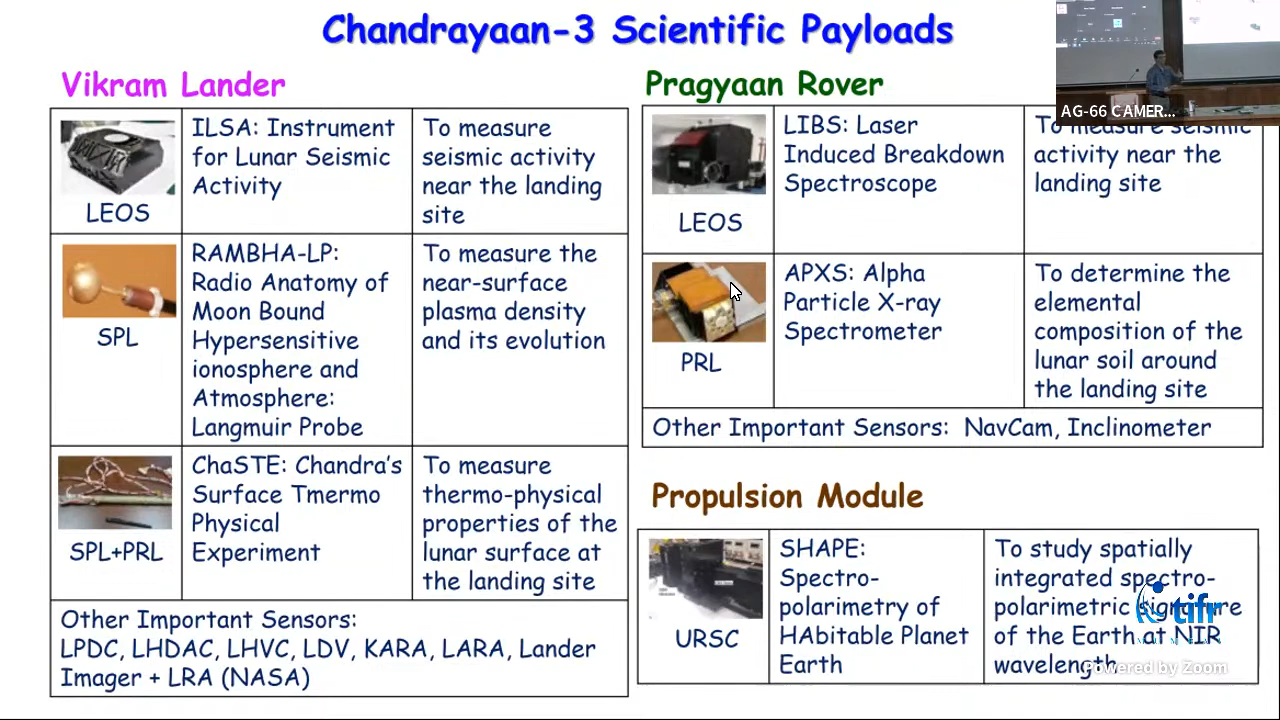 Chandrayaan-3 Scientific Payloads
Vikram Lander
LEOS
ILSA: Instrument
for Lunar Seismic
Activity
To measure
seismic activity
near the landing
site
SPL
RAMBHA-LP:
Radio Anatomy of
Moon Bound
Hypersensitive
ionosphere and
Atmosphere:
Langmuir Probe
To measure the
near-surface
plasma density
and its evolution
SPL+PRL
ChaSTE: Chandra's
Surface Tmermo
Physical
Experiment
To measure
thermo-physical
properties of the
lunar surface at
the landing site
Other Important Sensors:
LPDC, LHDAC, LHVC, LDV, KARA, LARA, Lander
Imager + LRA (NASA)
Pragyaan Rover
LEOS
LIBS: Laser
Induced Breakdown
Spectroscope
To measure seismic
activity near the
landing site
PRL
APXS: Alpha
Particle X-ray
Spectrometer
To determine the
elemental
composition of the
lunar soil around
the landing site
Other Important Sensors: NavCam, Inclinometer
Propulsion Module
URSC
SHAPE:
Spectro-
polarimetry of
HAbitable Planet
Earth
To study spatially
integrated spectro-
polarimetric signature
of the Earth at NIR
wavelength
AG-66 CAMER...
tifr
Powered by Zoom